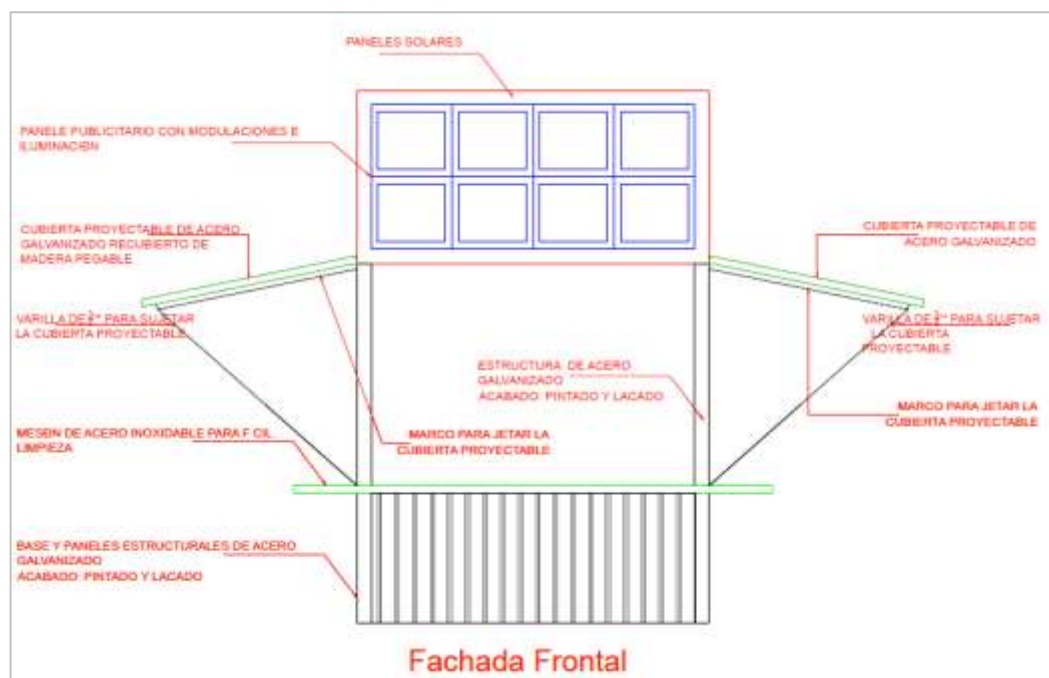 PANELES SOLARES
PANELE PUBLICITARIO CON MODULACIONES E
ILUMINACIEN
CUBIERTA PROYECTABLE DE ACERO
GALVANIZADO RECUBIERTO DE
MADERA PEGABLE
CUBIERTA PROYECTABLE DE
ACERO GALVANIZADO
VARILLA DE " PARA SUJETAR
LA CUBIERTA PROYECTABLE
VARILLA DE " PARA SUJETAR
LA CUBIERTA
PROYECTABLE
ESTRUCTURA DE ACERO
GALVANIZADO
ACABADO: PINTADO Y LACADO
MARCO PARA JETAR LA
CUBIERTA PROYECTABLE
MARCO PARA JETAR LA
CUBIERTA PROYECTABLE
DE ACERO INOXIDABLE PARA F CIL
LIMPIEZA
BASE Y PANELES ESTRUCTURALES DE ACERO
GALVANIZADO
ACABADO: PINTADO Y LACADO
Fachada Frontal